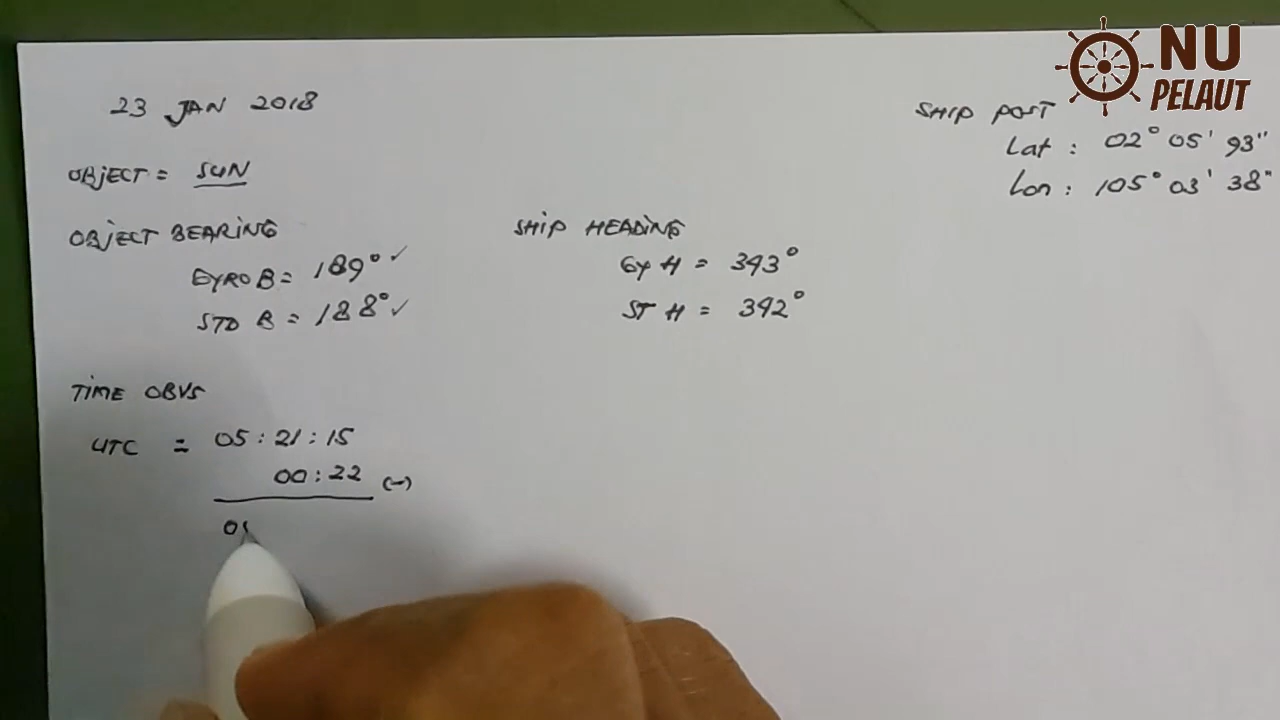 NU
PELAUT
23 JAN 2018
SHIP POST
Lat : 02° 05' 93"
Lon : 105° 03' 38"
OBJECT = SUN
OBJECT BEARING
GYRO B = 189° ✓
STD B = 188° ✓
SHIP HEADING
GY H = 343°
ST H = 342°
TIME OBVS
UTC = 05 : 21 : 15
00 : 22 (-)